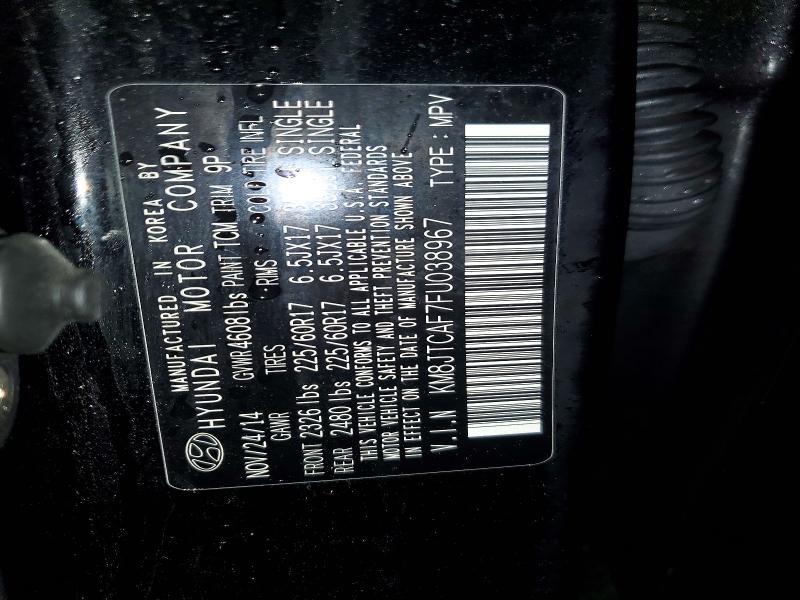 MANUFACTURED IN KOREA BY
HYUNDAI MOTOR COMPANY
NOV/24/14 GVWR 4608 lbs PAINT TCM TRIM 9P
GAWR TIRES RIMS COLD TIRE INFL
FRONT 2326 lbs 225/60R17 6.5JX17 SINGLE
REAR 2480 lbs 225/60R17 6.5JX17 SINGLE
THIS VEHICLE CONFORMS TO ALL APPLICABLE U.S.A. FEDERAL
MOTOR VEHICLE SAFETY AND THEFT PREVENTION STANDARDS
IN EFFECT ON THE DATE OF MANUFACTURE SHOWN ABOVE
V.I.N KM8JTCAF7FU038967 TYPE : MPV